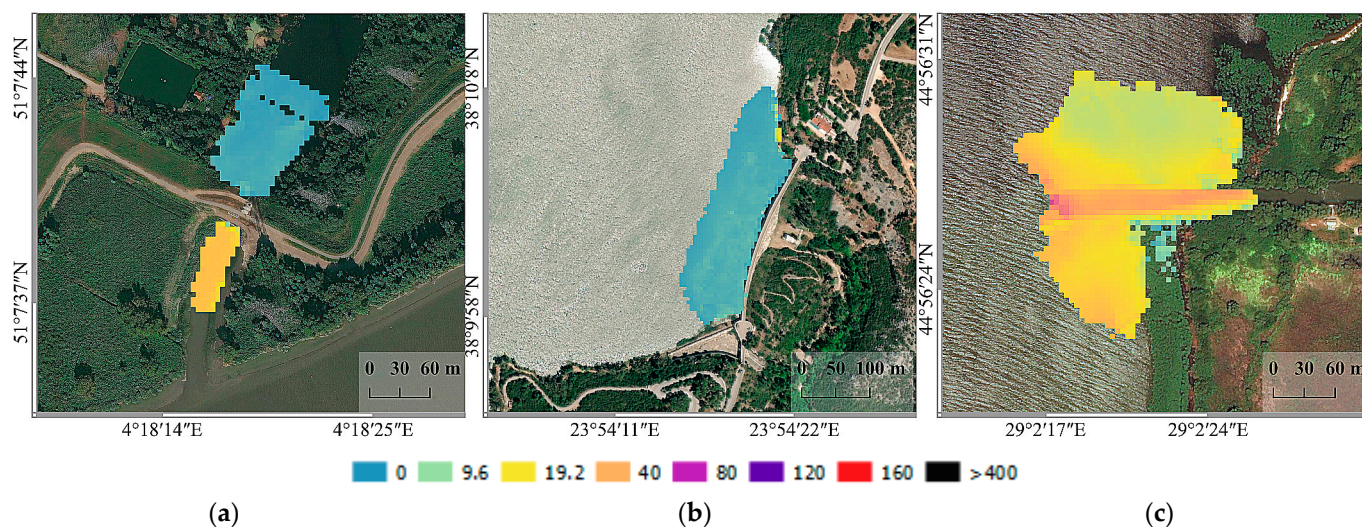 51°7′44″N
51°7′37″N
0 30 60 m
4°18′14″E
4°18′25″E
38°10′8″N
38°9′58″N
0 50 100 m
23°54′11″E
23°54′22″E
44°56′31″N
44°56′24″N
0 30 60 m
29°2′17″E
29°2′24″E
0 9.6 19.2 40 80 120 160 >400
(a) (b) (c)